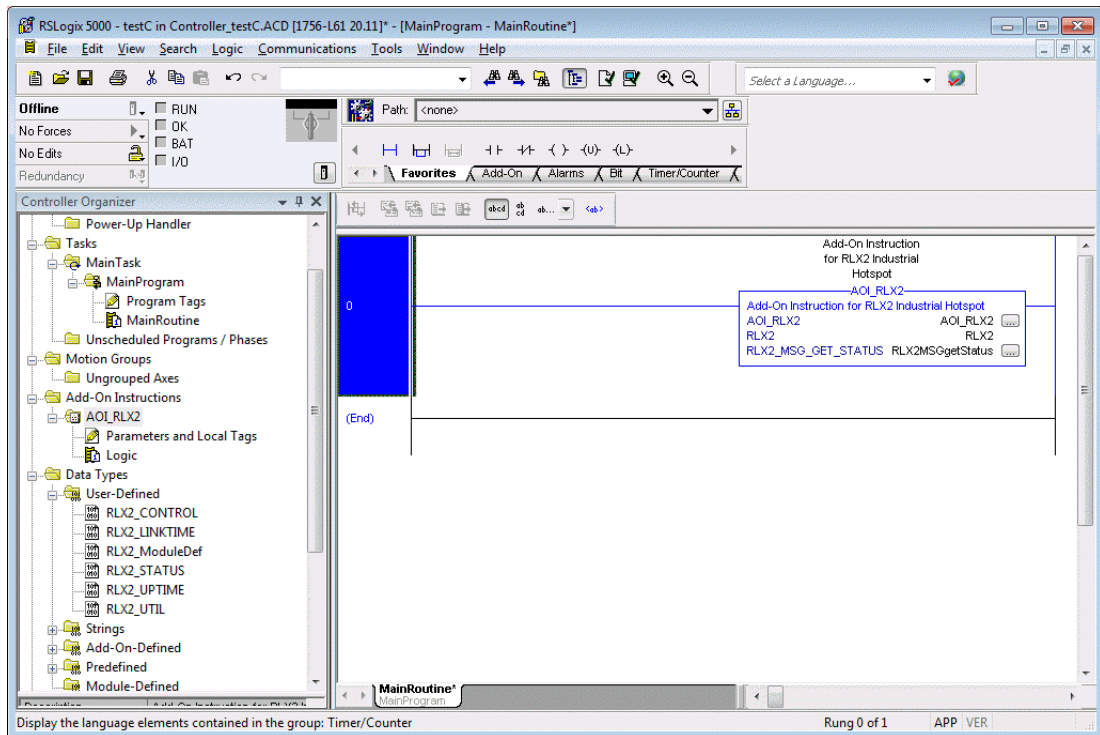 RSLogix 5000 - testC in Controller_testC.ACD [1756-L61 20.11]* - [MainProgram - MainRoutine*]
File Edit View Search Logic Communications Tools Window Help
Select a Language...
Offline
RUN
No Forces
OK
No Edits
BAT
Redundancy
I/O
Path: <none>
Favorites Add-On Alarms Bit Timer/Counter
Controller Organizer
Power-Up Handler
Tasks
MainTask
MainProgram
Program Tags
MainRoutine
Unscheduled Programs / Phases
Motion Groups
Ungrouped Axes
Add-On Instructions
AOI_RLX2
Parameters and Local Tags
Logic
Data Types
User-Defined
RLX2_CONTROL
RLX2_LINKTIME
RLX2_ModuleDef
RLX2_STATUS
RLX2_UPTIME
RLX2_UTIL
Strings
Add-On-Defined
Predefined
Module-Defined
abcd ab cd ab... <ab>
0
Add-On Instruction
for RLX2 Industrial
Hotspot
AOI_RLX2
Add-On Instruction for RLX2 Industrial Hotspot
AOI_RLX2 AOI_RLX2 ...
RLX2 RLX2
RLX2_MSG_GET_STATUS RLX2MSGgetStatus ...
(End)
MainRoutine*
MainProgram
Display the language elements contained in the group: Timer/Counter
Rung 0 of 1 APP VER